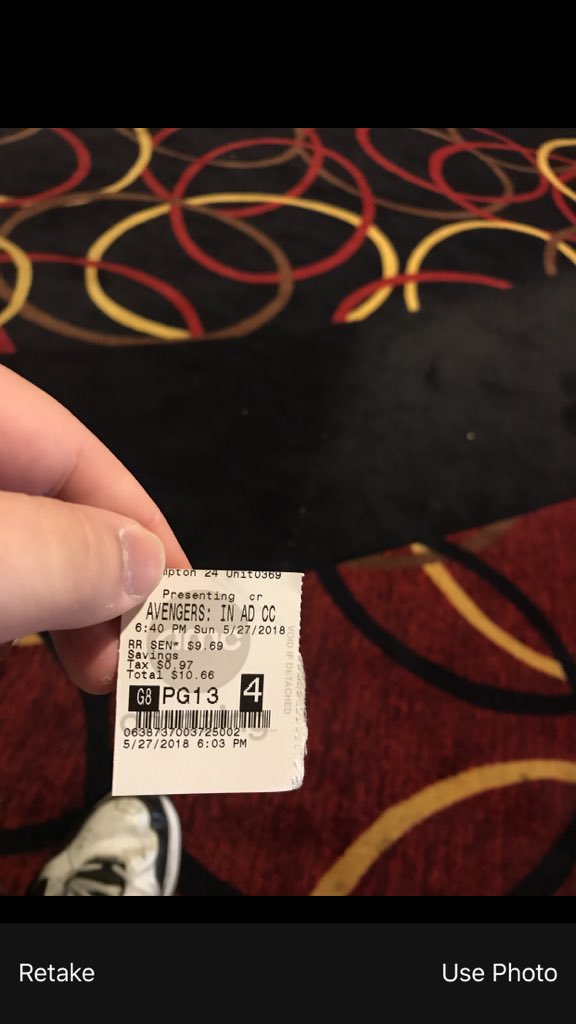 mpton 24 Unit0369
Presenting cr
AVENGERS: IN AD CC
6:40 PM Sun 5/27/2018
RR SEN* $9.69
Savings
Tax $0.97
Total $10.66
G8 PG13 4
0638737003725002
5/27/2018 6:03 PM
VOID IF DETACHED
amc
Retake
Use Photo